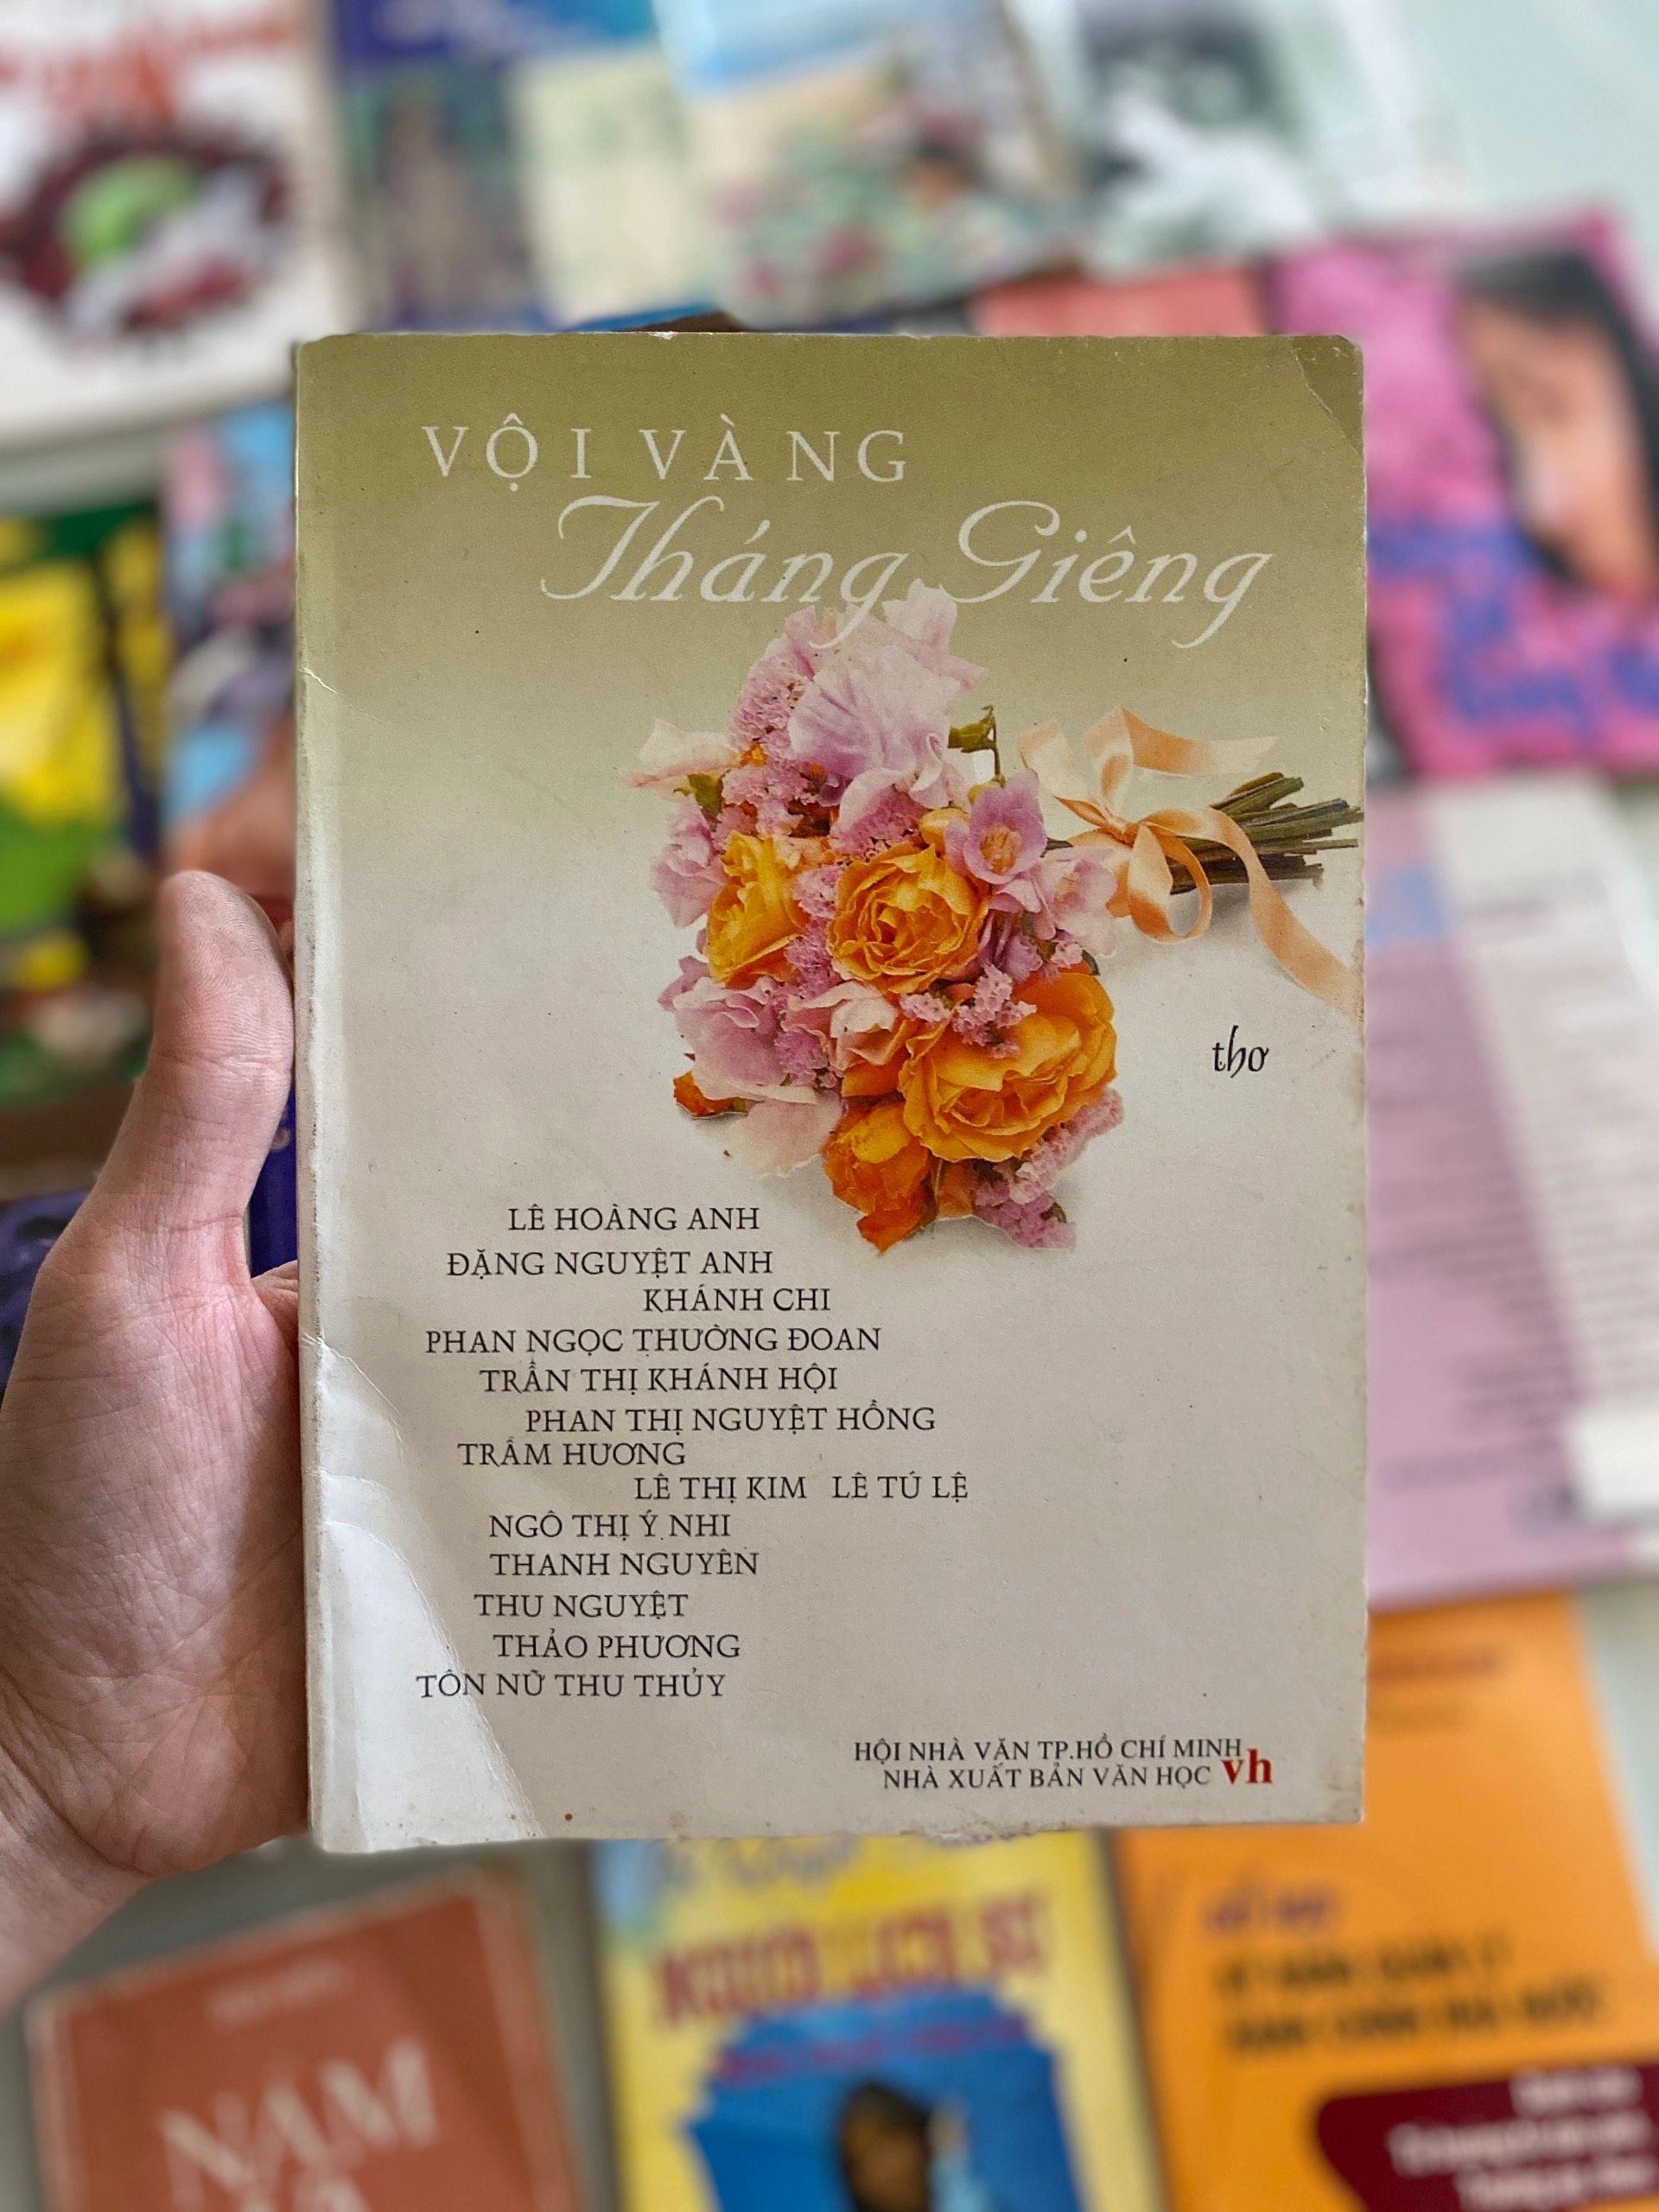 VỘI VÀNG
Tháng Giêng
thơ
LÊ HOÀNG ANH
ĐẶNG NGUYỆT ANH
KHÁNH CHI
PHAN NGỌC THƯỜNG ĐOAN
TRẦN THỊ KHÁNH HỘI
PHAN THỊ NGUYỆT HỒNG
TRẦM HƯƠNG
LÊ THỊ KIM LÊ TÚ LỆ
NGÔ THỊ Ý NHI
THANH NGUYÊN
THU NGUYỆT
THẢO PHƯƠNG
TÔN NỮ THU THỦY
HỘI NHÀ VĂN TP.HỒ CHÍ MINH
NHÀ XUẤT BẢN VĂN HỌC vh
NĂM